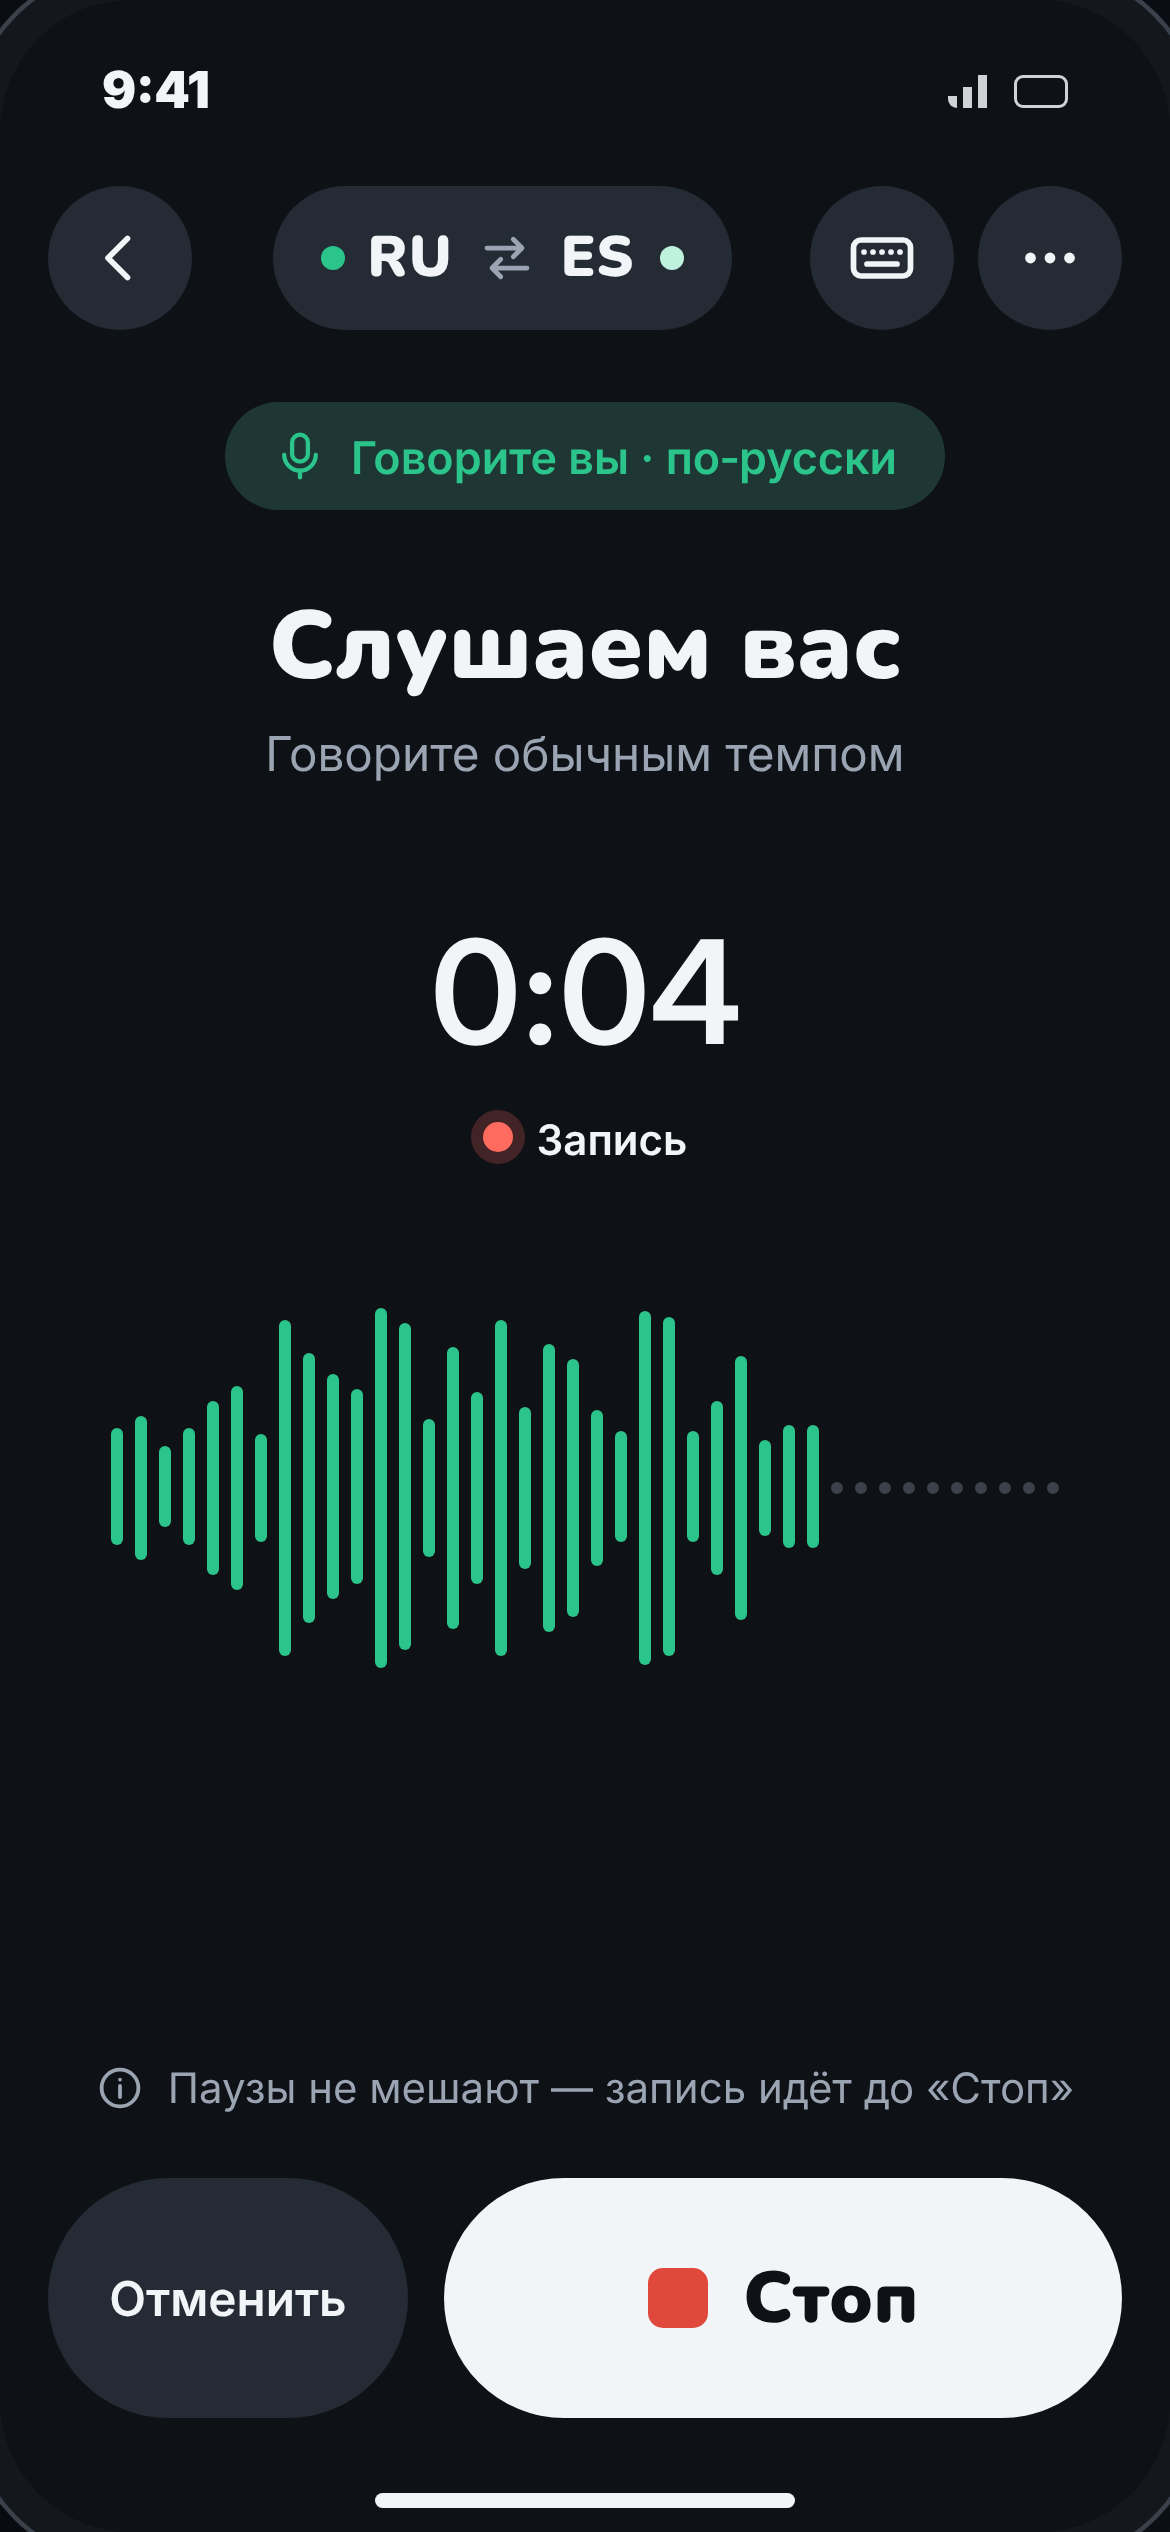 9:41
RU ES
Говорите вы · по-русски
Слушаем вас
Говорите обычным темпом
0:04
Запись
Паузы не мешают — запись идёт до «Стоп»
Отменить
Стоп